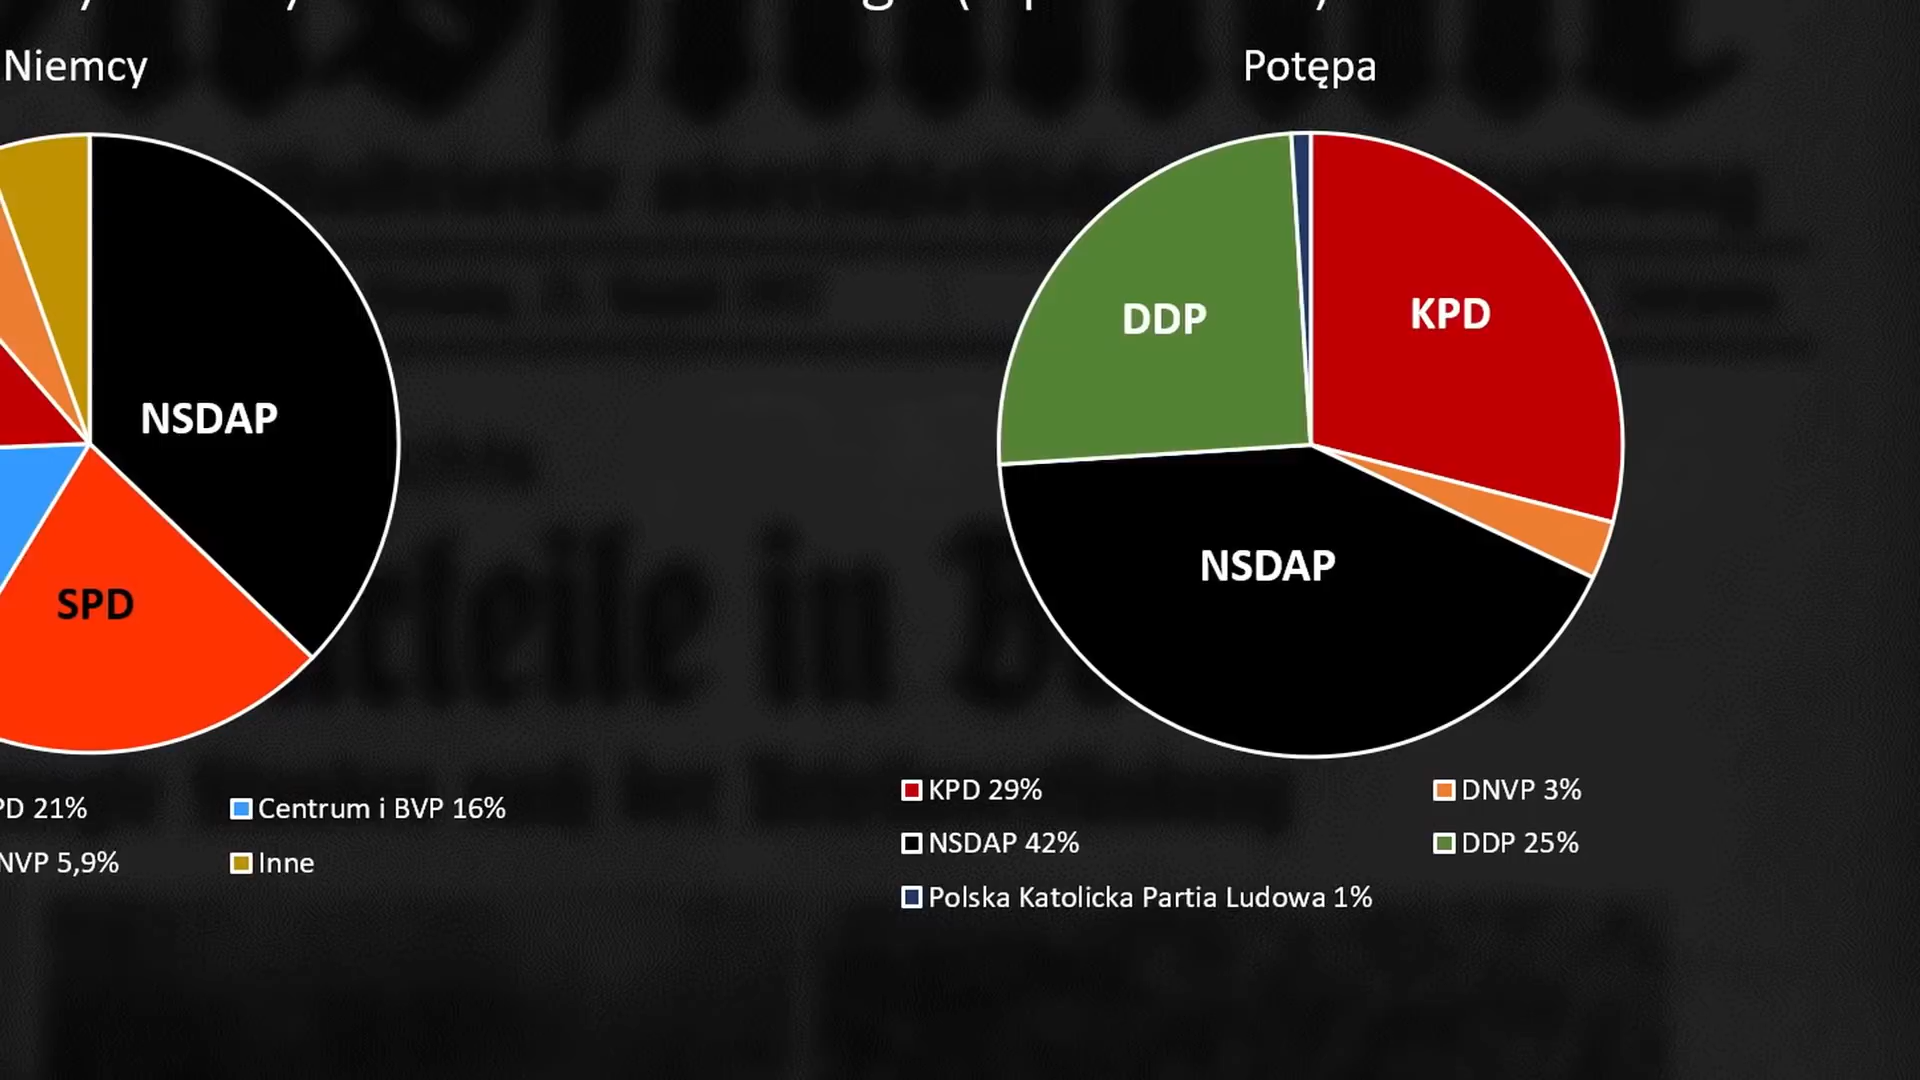 Niemcy
Potępa
NSDAP
SPD
DDP
KPD
NSDAP
PD 21%
Centrum i BVP 16%
NVP 5,9%
Inne
KPD 29%
DNVP 3%
NSDAP 42%
DDP 25%
Polska Katolicka Partia Ludowa 1%